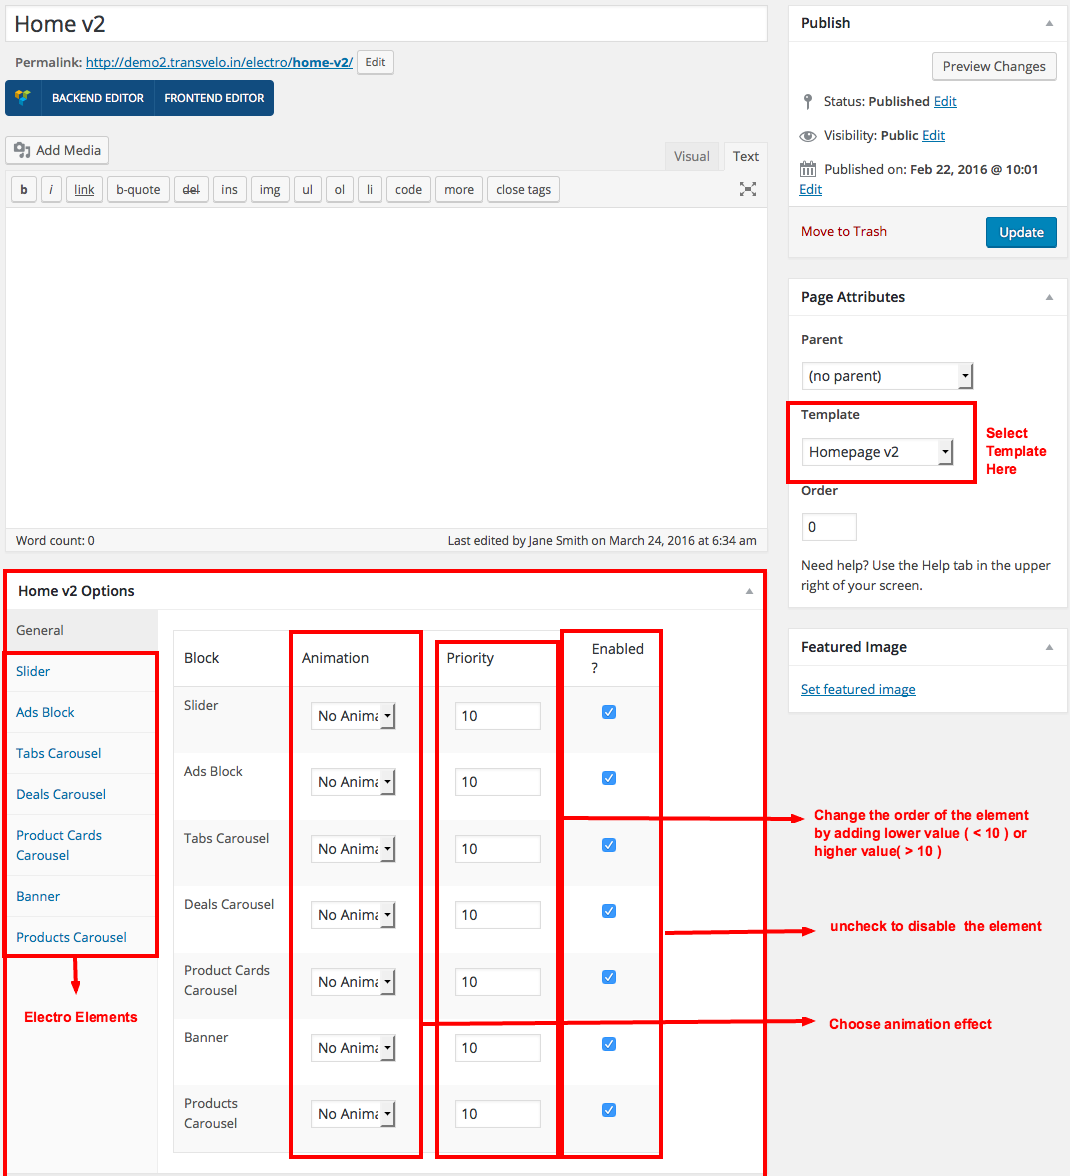 Home v2
Permalink: http://demo2.transvelo.in/electro/home-v2/ Edit
BACKEND EDITOR FRONTEND EDITOR
Add Media
Visual Text
b i link b-quote del ins img ul ol li code more close tags
Word count: 0 Last edited by Jane Smith on March 24, 2016 at 6:34 am
Publish
Preview Changes
Status: Published Edit
Visibility: Public Edit
Published on: Feb 22, 2016 @ 10:01
Edit
Move to Trash Update
Page Attributes
Parent
(no parent)
Template
Homepage v2
Select
Template
Here
Order
0
Need help? Use the Help tab in the upper
right of your screen.
Featured Image
Set featured image
Home v2 Options
General
Slider
Ads Block
Tabs Carousel
Deals Carousel
Product Cards
Carousel
Banner
Products Carousel
Electro Elements
Block Animation Priority Enabled
?
Slider No Anima 10
Ads Block No Anima 10
Tabs Carousel No Anima 10
Deals Carousel No Anima 10
Product Cards
Carousel No Anima 10
Banner No Anima 10
Products
Carousel No Anima 10
Change the order of the element
by adding lower value ( < 10 ) or
higher value( > 10 )
uncheck to disable the element
Choose animation effect